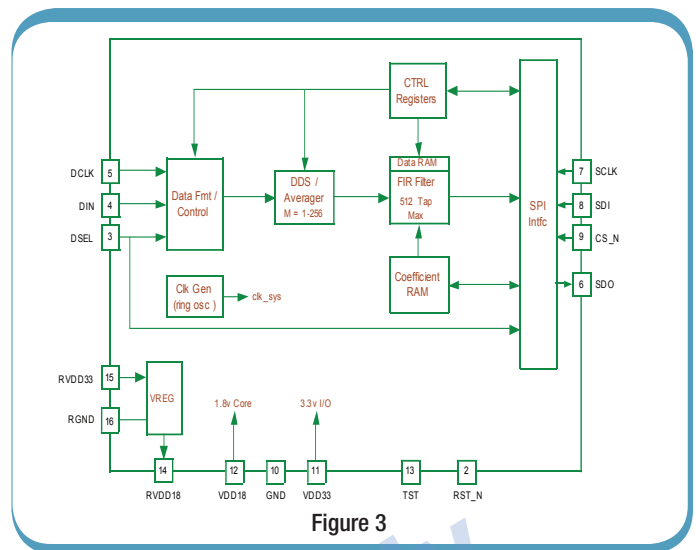 CTRL
Registers
DCLK
5
DIN
4
DSEL
3
Data Fmt /
Control
DDS /
Averager
M = 1-256
Data RAM
FIR Filter
512 Tap
Max
SPI
Intfc
7
SCLK
8
SDI
9
CS_N
6
SDO
Clk Gen
(ring osc )
clk_sys
Coefficient
RAM
RVDD33
15
RGND
16
VREG
1.8v Core
3.3v I/O
14
12
10
11
13
2
RVDD18
VDD18
GND
VDD33
TST
RST_N
Figure 3